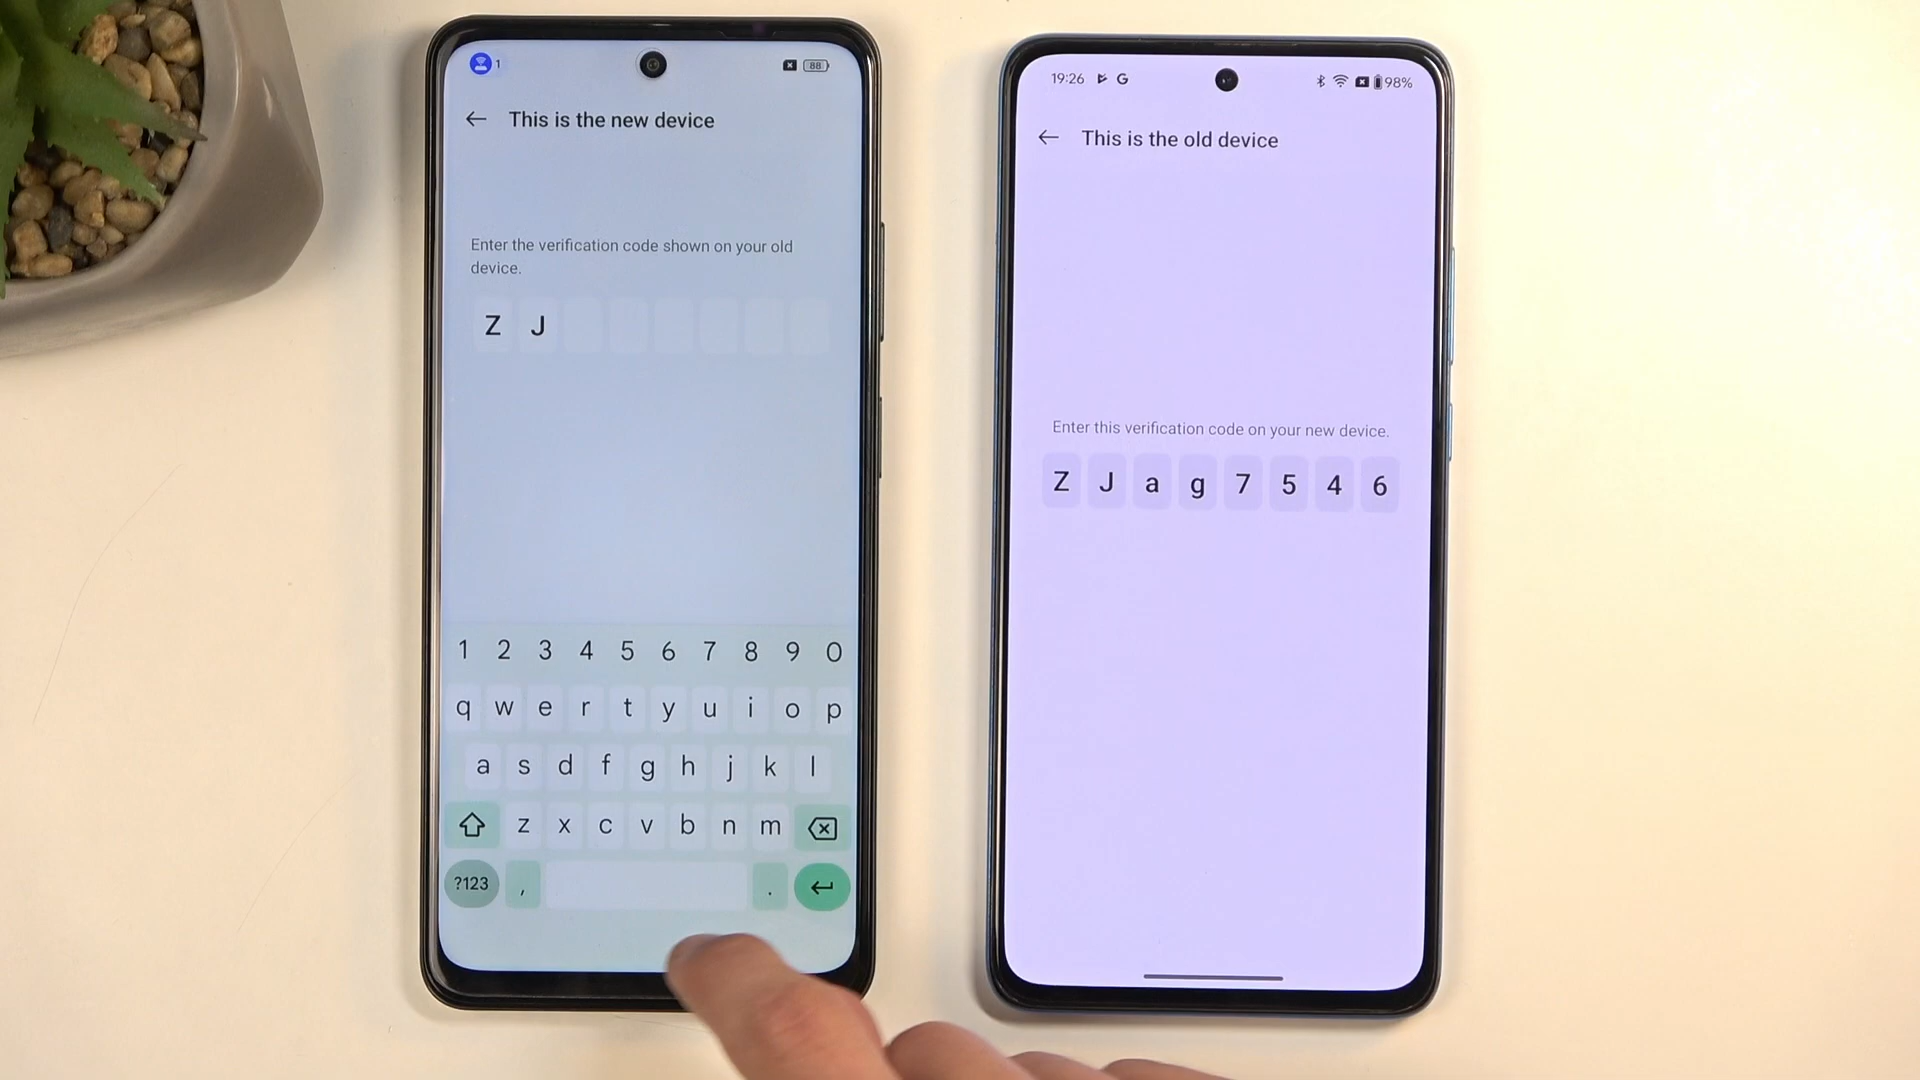 1
88
This is the new device
Enter the verification code shown on your old
device.
Z J
1 2 3 4 5 6 7 8 9 0
q w e r t y u i o p
a s d f g h j k l
z x c v b n m
?123 , .
19:26 G 98%
This is the old device
Enter this verification code on your new device.
Z J a g 7 5 4 6